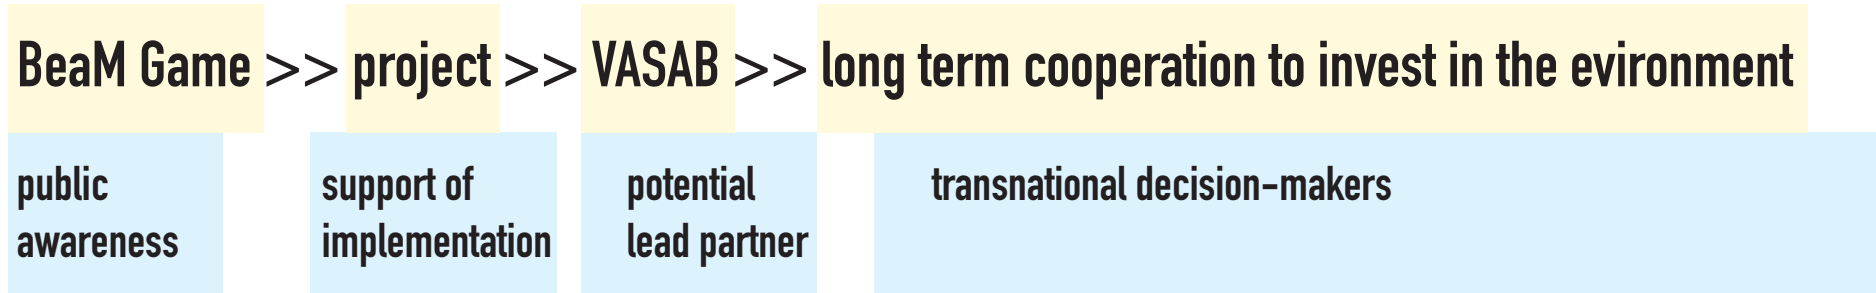 BeaM Game >> project >> VASAB >> long term cooperation to invest in the evironment
public awareness
support of implementation
potential lead partner
transnational decision-makers